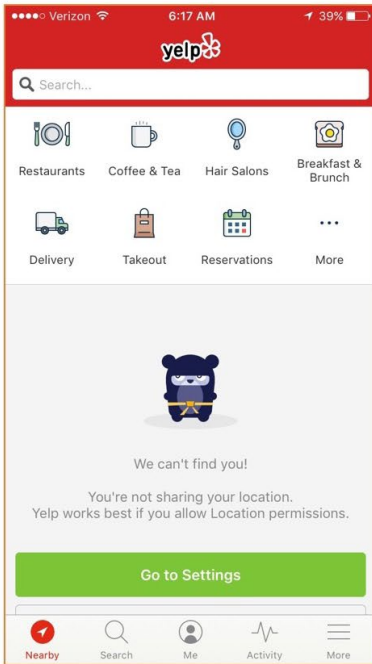 Verizon 6:17 AM 39%
yelp
Search...
Restaurants Coffee & Tea Hair Salons Breakfast & Brunch
Delivery Takeout Reservations More
We can't find you!
You're not sharing your location.
Yelp works best if you allow Location permissions.
Go to Settings
Nearby Search Me Activity More